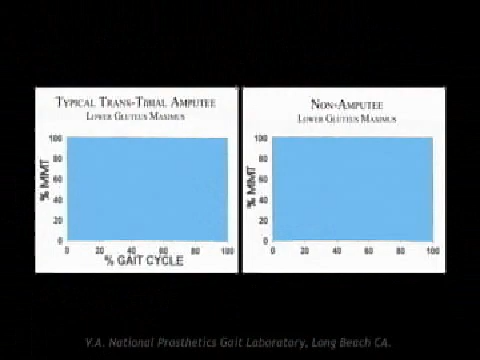 TYPICAL TRANS-TIBIAL AMPUTEE
LOWER GLUTEUS MAXIMUS
100
80
60
40
20
0
% MMT
0 20 40 60 80 100
% GAIT CYCLE
NON-AMPUTEE
LOWER GLUTEUS MAXIMUS
100
80
60
40
20
0
% MMT
0 20 40 60 80 100
V.A. National Prosthetics Gait Laboratory, Long Beach CA.